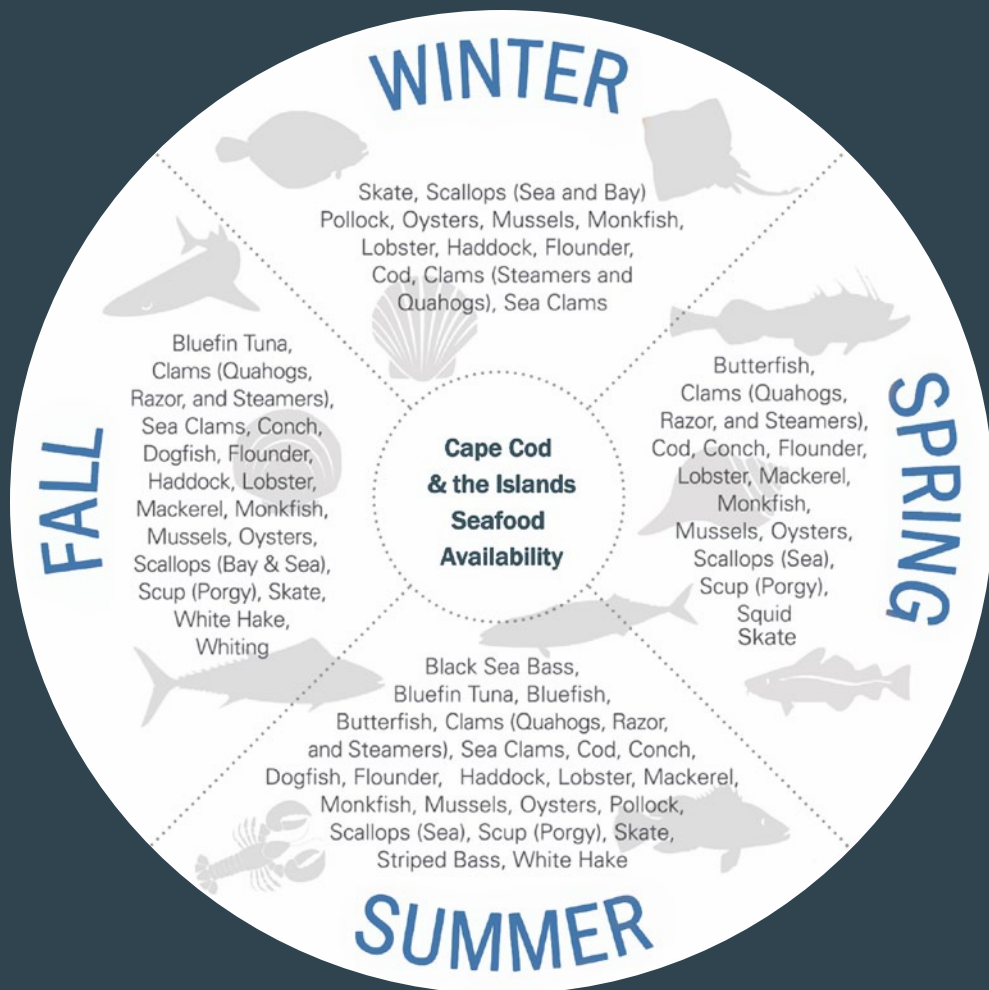 WINTER
Skate, Scallops (Sea and Bay)
Pollock, Oysters, Mussels, Monkfish,
Lobster, Haddock, Flounder,
Cod, Clams (Steamers and
Quahogs), Sea Clams
SPRING
Butterfish,
Clams (Quahogs,
Razor, and Steamers),
Cod, Conch, Flounder,
Lobster, Mackerel,
Monkfish,
Mussels, Oysters,
Scallops (Sea),
Scup (Porgy),
Squid
Skate
SUMMER
Black Sea Bass,
Bluefin Tuna, Bluefish,
Butterfish, Clams (Quahogs, Razor,
and Steamers), Sea Clams, Cod, Conch,
Dogfish, Flounder, Haddock, Lobster, Mackerel,
Monkfish, Mussels, Oysters, Pollock,
Scallops (Sea), Scup (Porgy), Skate,
Striped Bass, White Hake
FALL
Bluefin Tuna,
Clams (Quahogs,
Razor, and Steamers),
Sea Clams, Conch,
Dogfish, Flounder,
Haddock, Lobster,
Mackerel, Monkfish,
Mussels, Oysters,
Scallops (Bay & Sea),
Scup (Porgy), Skate,
White Hake,
Whiting
Cape Cod
& the Islands
Seafood
Availability